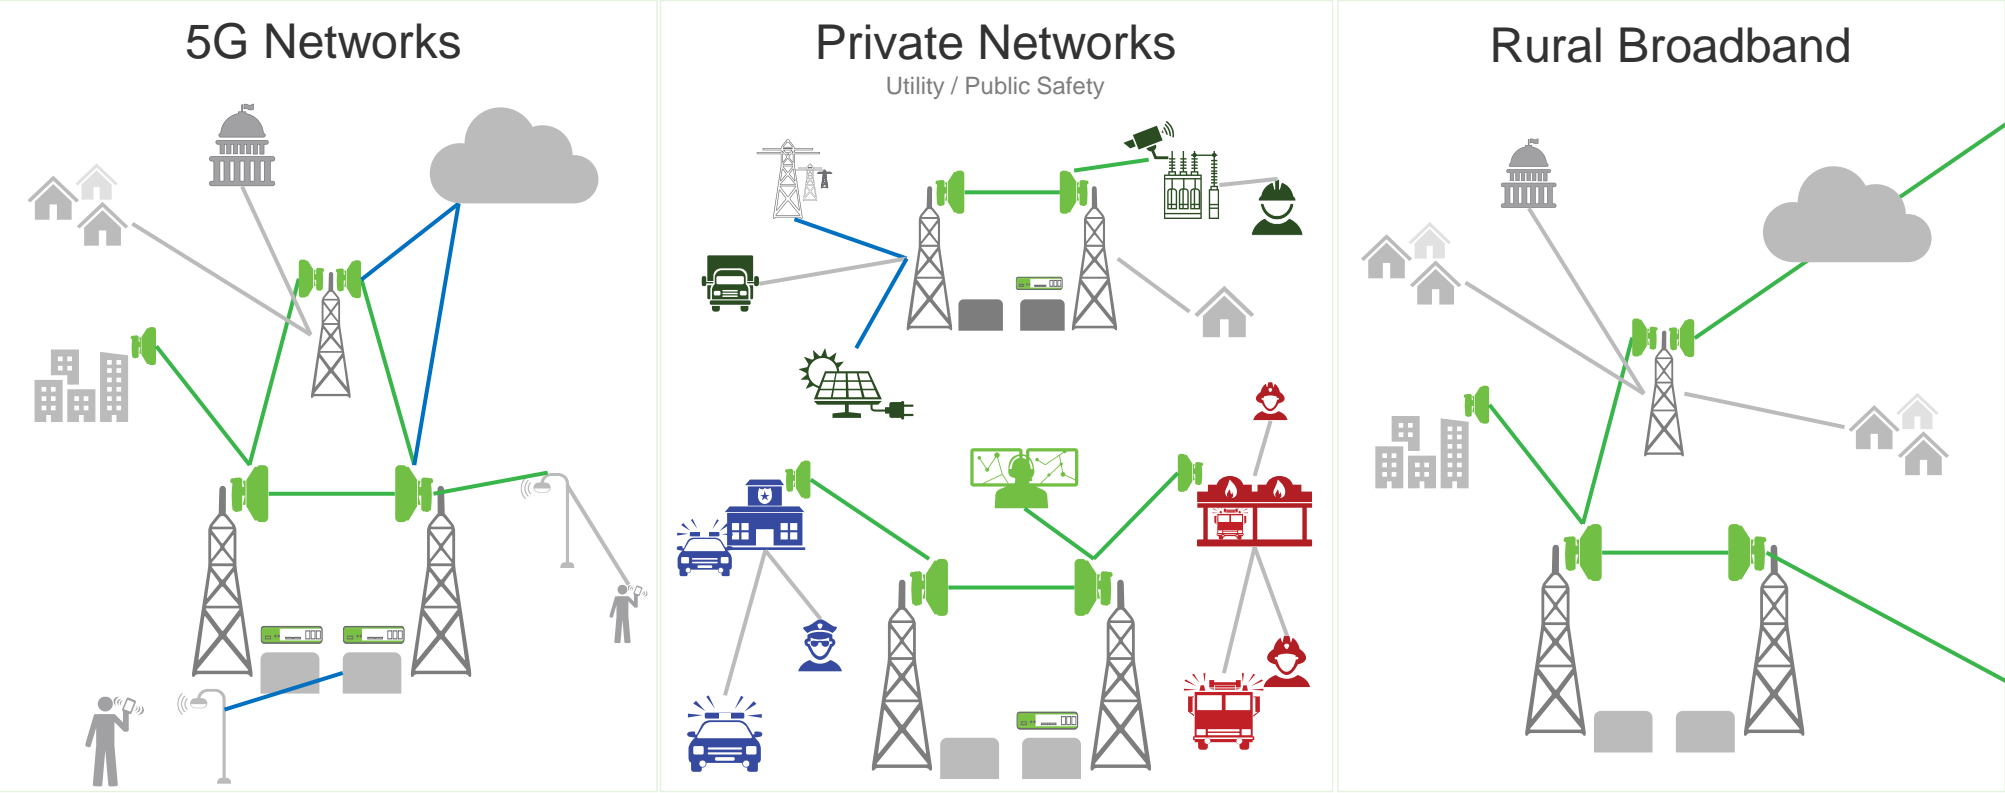 5G Networks
Private Networks
Utility / Public Safety
Rural Broadband